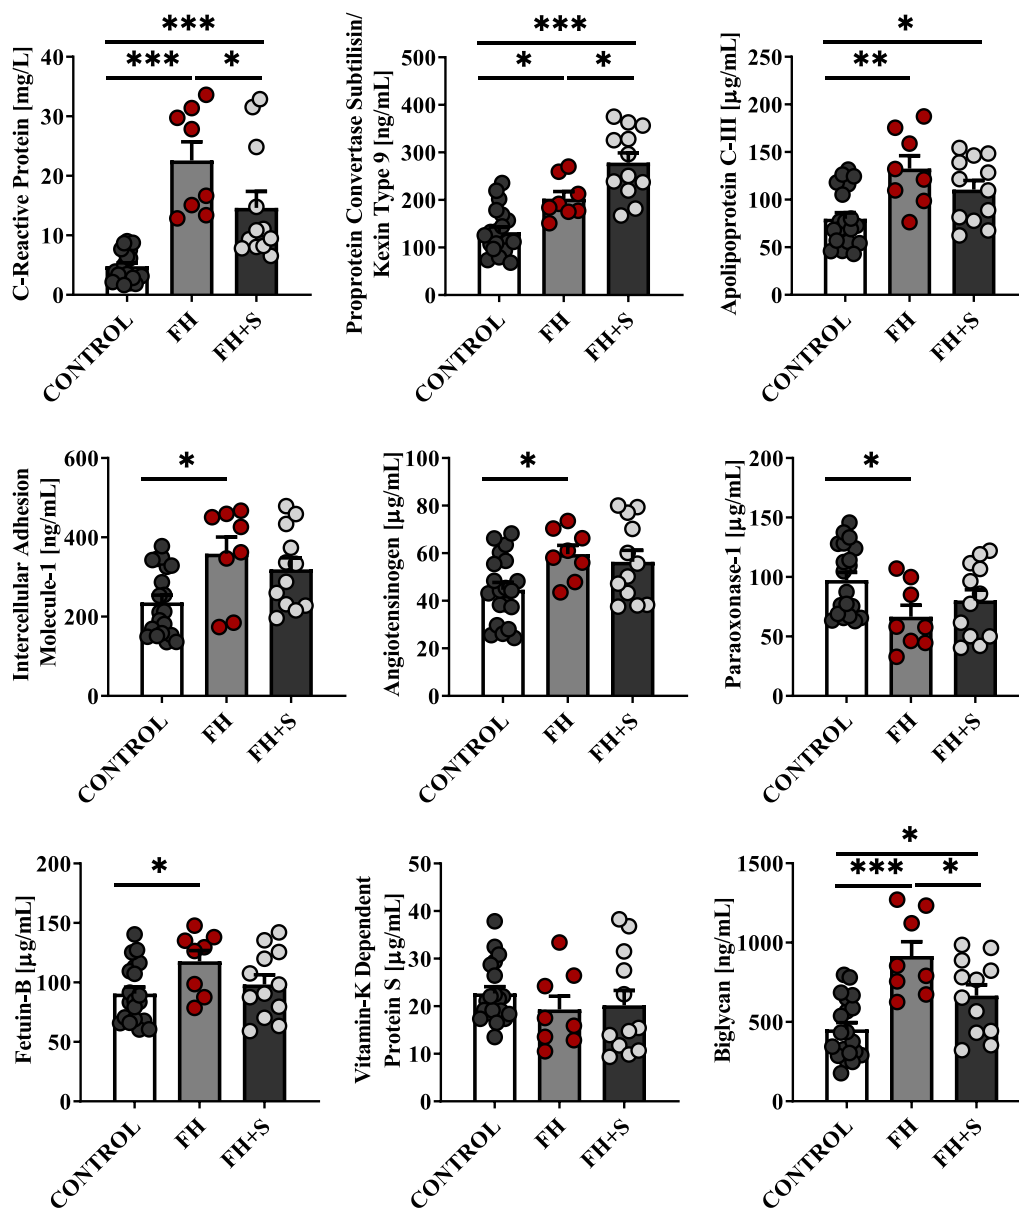 ***
*** *
C-Reactive Protein [mg/L]
40
30
20
10
0
CONTROL
FH
FH+S
***
* *
Proprotein Convertase Subtilisin/
Kexin Type 9 [ng/mL]
500
400
300
200
100
0
CONTROL
FH
FH+S
*
**
Apolipoprotein C-III [µg/mL]
250
200
150
100
50
0
CONTROL
FH
FH+S
*
Intercellular Adhesion
Molecule-1 [ng/mL]
600
400
200
0
CONTROL
FH
FH+S
*
Angiotensinogen [µg/mL]
100
80
60
40
20
0
CONTROL
FH
FH+S
*
Paraoxonase-1 [µg/mL]
200
150
100
50
0
CONTROL
FH
FH+S
*
Fetuin-B [µg/mL]
200
150
100
50
0
CONTROL
FH
FH+S
Vitamin-K Dependent
Protein S [µg/mL]
50
40
30
20
10
0
CONTROL
FH
FH+S
*
*** *
Biglycan [ng/mL]
1500
1000
500
0
CONTROL
FH
FH+S